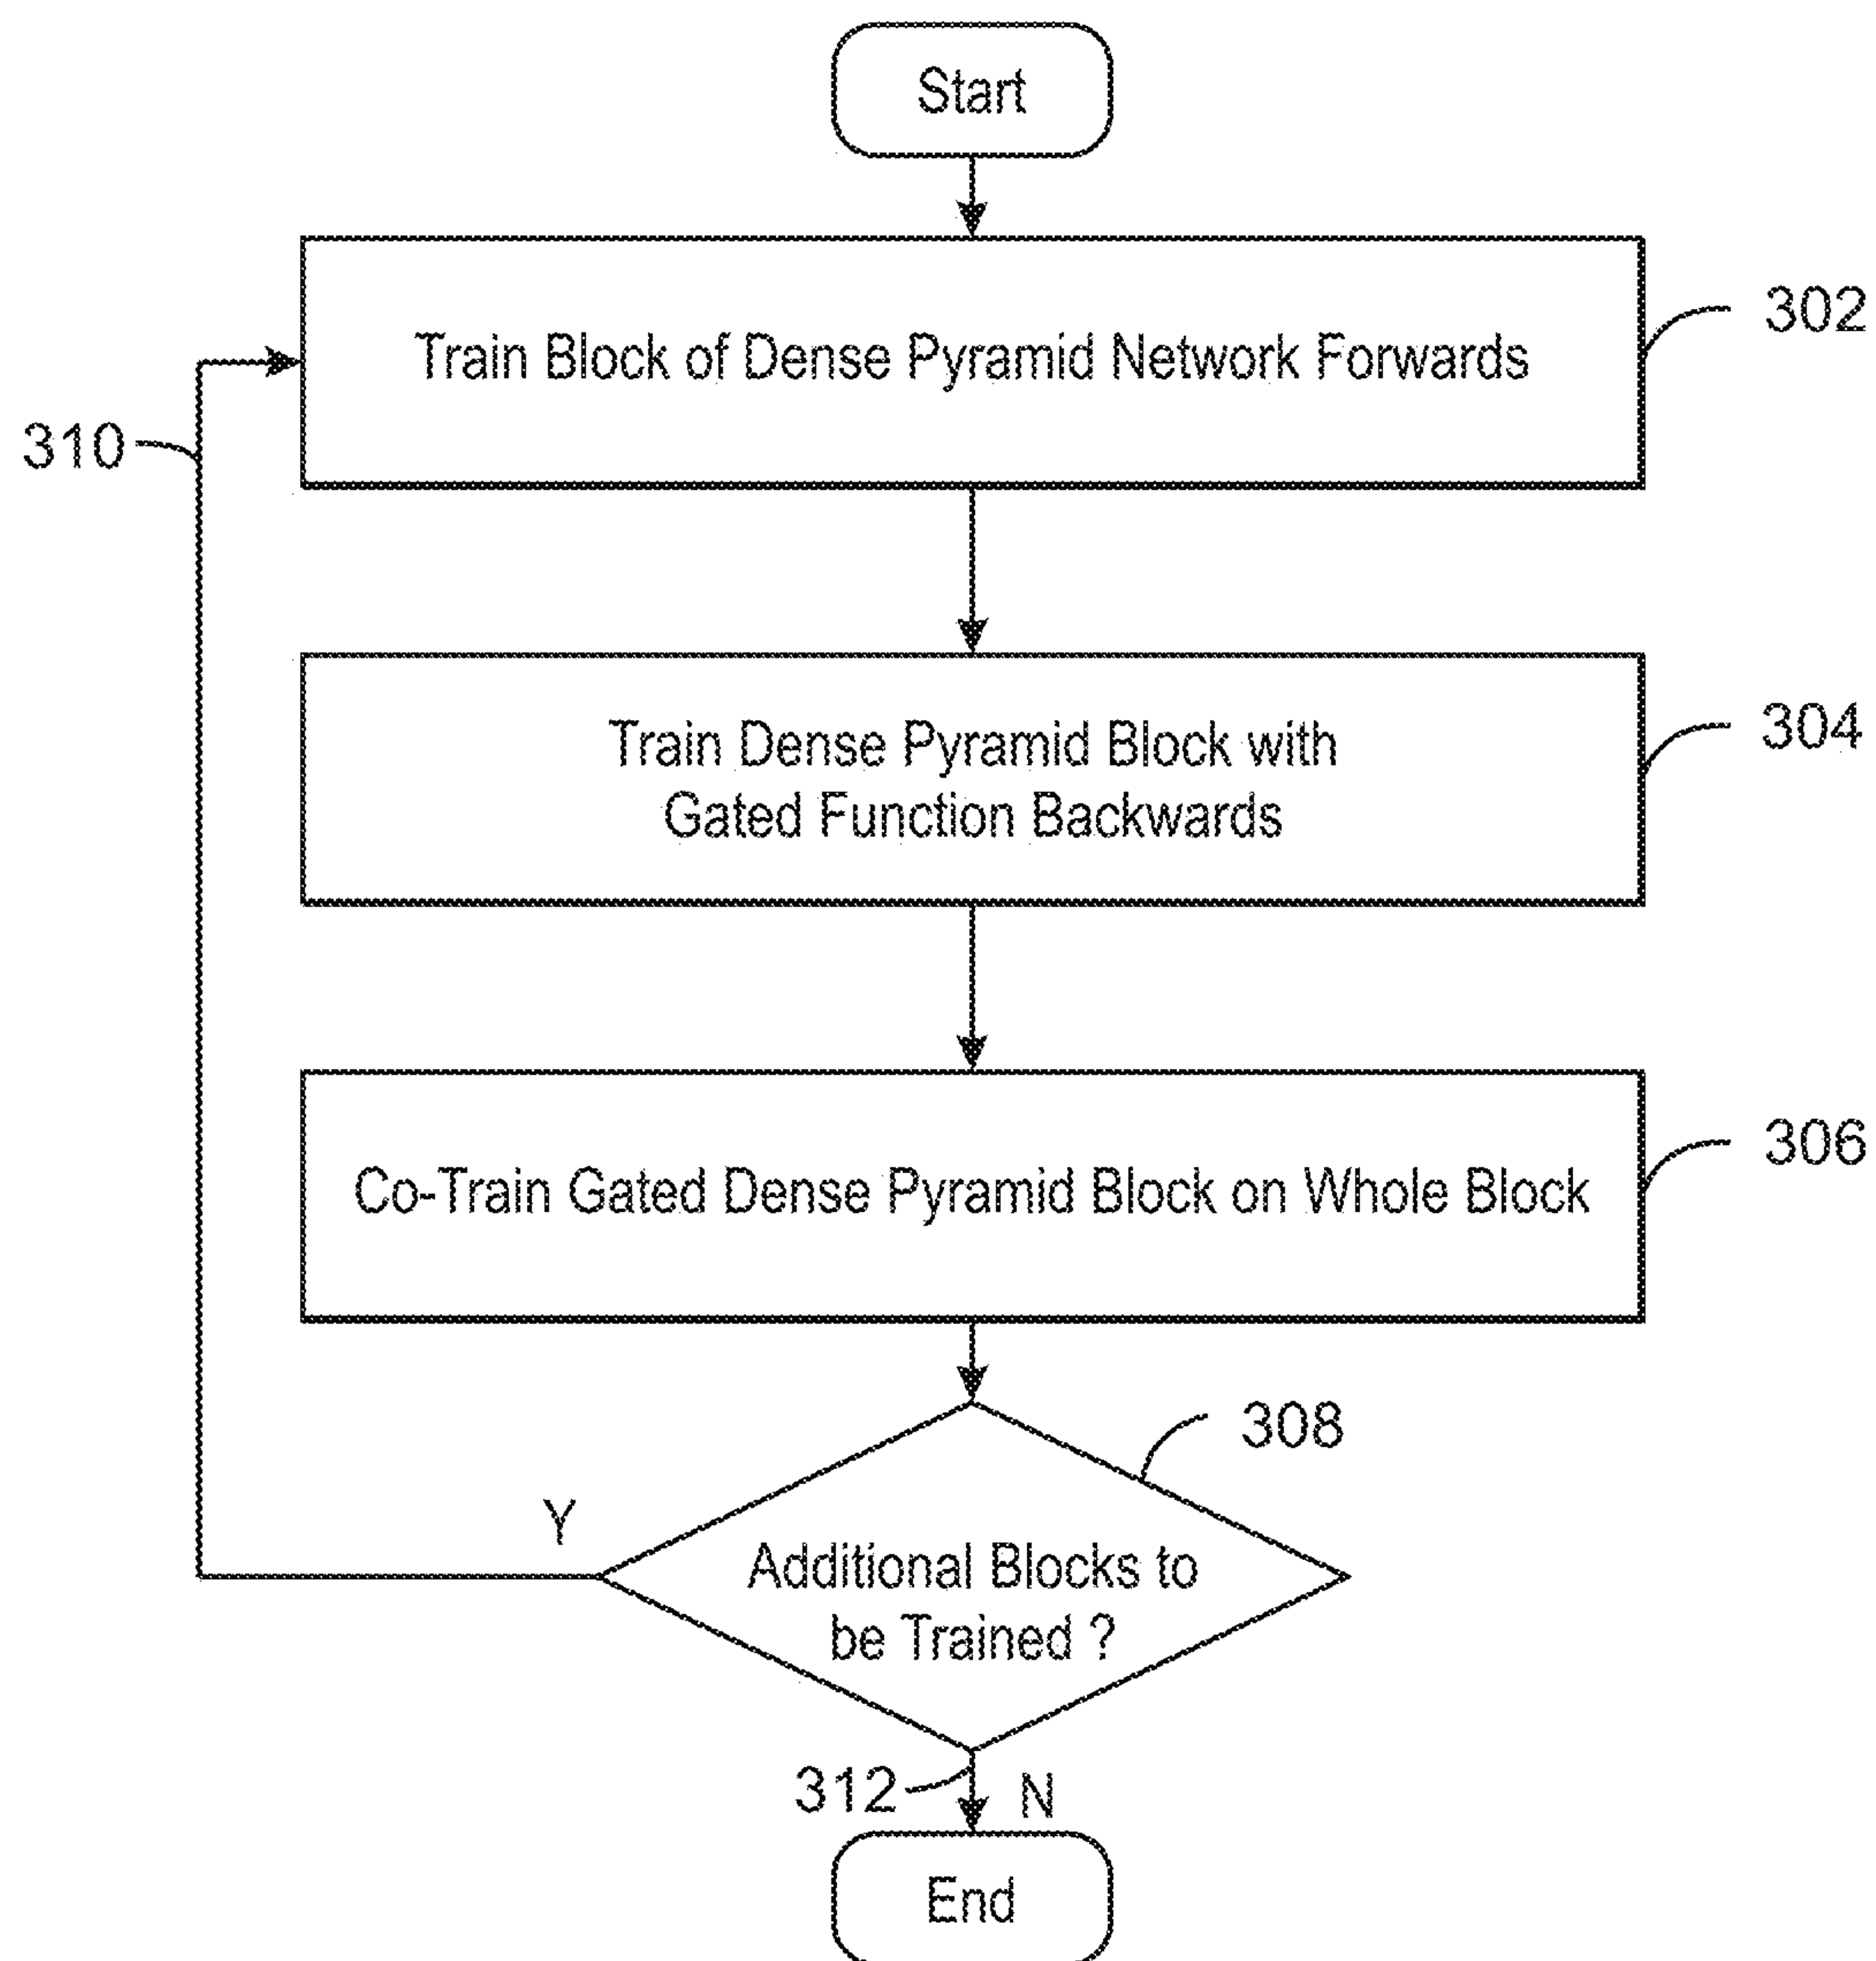 Start
Train Block of Dense Pyramid Network Forwards
302
310
Train Dense Pyramid Block with
Gated Function Backwards
304
Co-Train Gated Dense Pyramid Block on Whole Block
306
308
Y
Additional Blocks to
be Trained ?
312
N
End